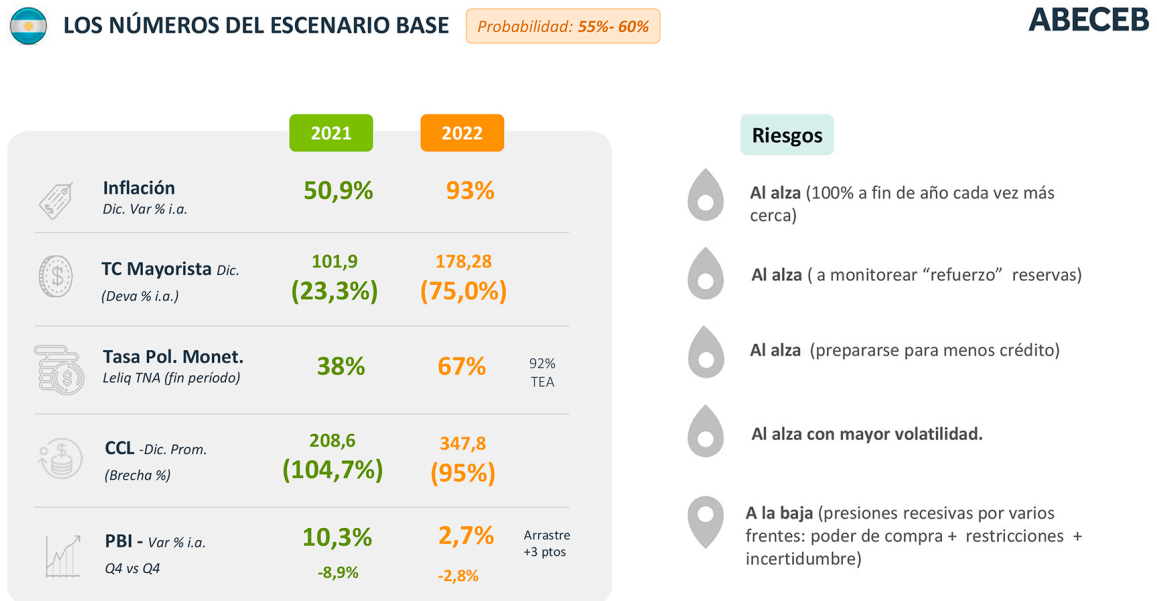 LOS NÚMEROS DEL ESCENARIO BASE
Probabilidad: 55%- 60%
ABECEB
2021
2022
Inflación
Dic. Var % i.a.
50,9%
93%
TC Mayorista Dic.
(Deva % i.a.)
101,9
(23,3%)
178,28
(75,0%)
Tasa Pol. Monet.
Leliq TNA (fin período)
38%
67%
92%
TEA
CCL -Dic. Prom.
(Brecha %)
208,6
(104,7%)
347,8
(95%)
PBI - Var % i.a.
Q4 vs Q4
10,3%
-8,9%
2,7%
-2,8%
Arrastre
+3 ptos
Riesgos
Al alza (100% a fin de año cada vez más
cerca)
Al alza ( a monitorear “refuerzo” reservas)
Al alza (prepararse para menos crédito)
Al alza con mayor volatilidad.
A la baja (presiones recesivas por varios
frentes: poder de compra + restricciones +
incertidumbre)